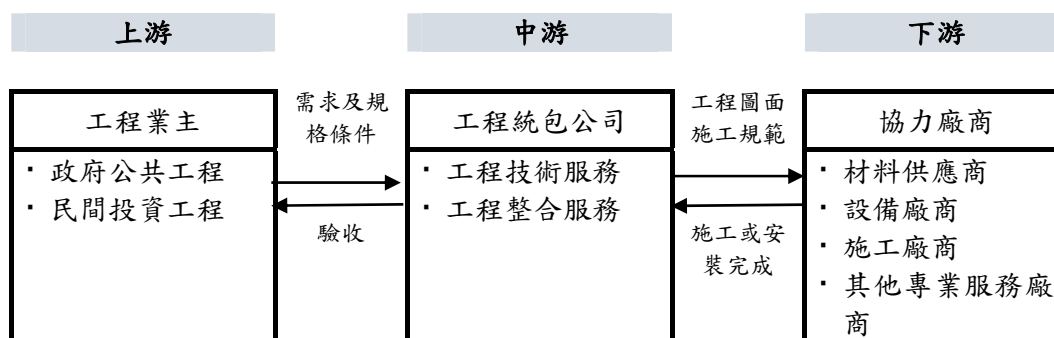 上游
中游
下游
工程業主
・政府公共工程
・民間投資工程
需求及規
格條件
驗收
工程統包公司
・工程技術服務
・工程整合服務
工程圖面
施工規範
施工或安
裝完成
協力廠商
・材料供應商
・設備廠商
・施工廠商
・其他專業服務廠
商